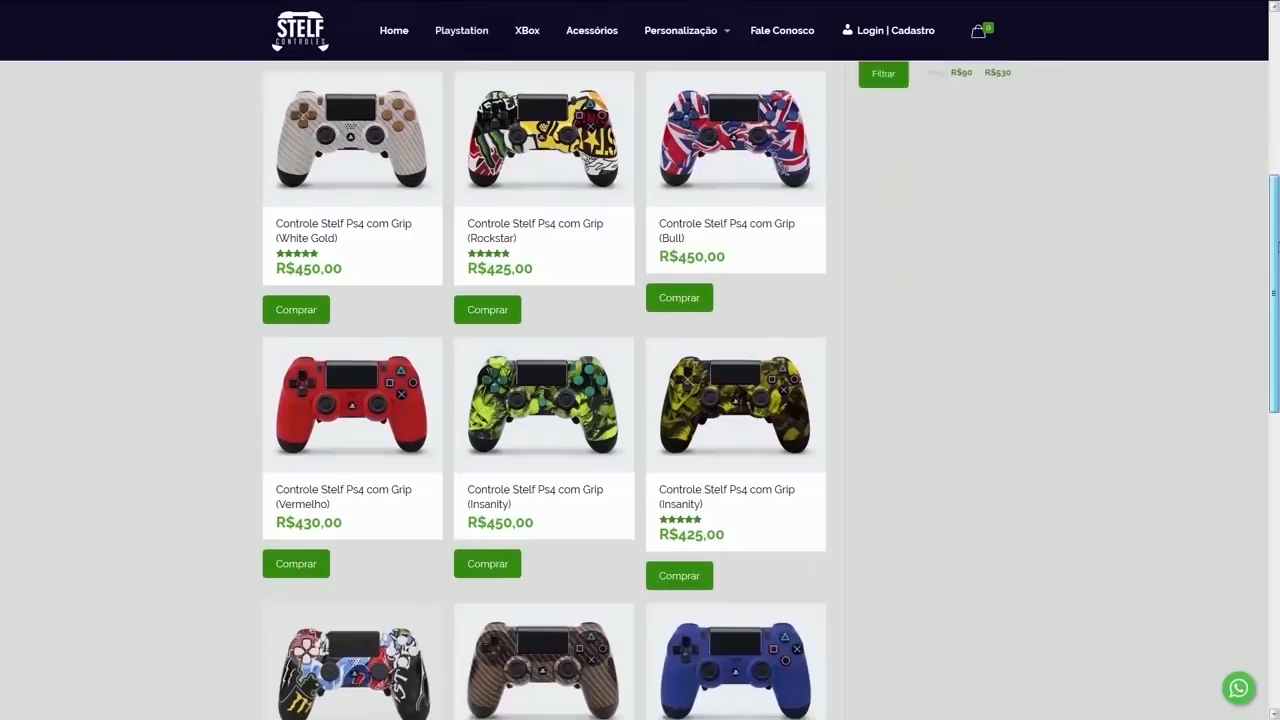 STELF
CONTROLES
Home
Playstation
XBox
Acessórios
Personalização
Fale Conosco
Login | Cadastro
0
Filtrar
R$90
R$530
Controle Stelf Ps4 com Grip
(White Gold)
R$450,00
Comprar
Controle Stelf Ps4 com Grip
(Rockstar)
R$425,00
Comprar
Controle Stelf Ps4 com Grip
(Bull)
R$450,00
Comprar
Controle Stelf Ps4 com Grip
(Vermelho)
R$430,00
Comprar
Controle Stelf Ps4 com Grip
(Insanity)
R$450,00
Comprar
Controle Stelf Ps4 com Grip
(Insanity)
R$425,00
Comprar